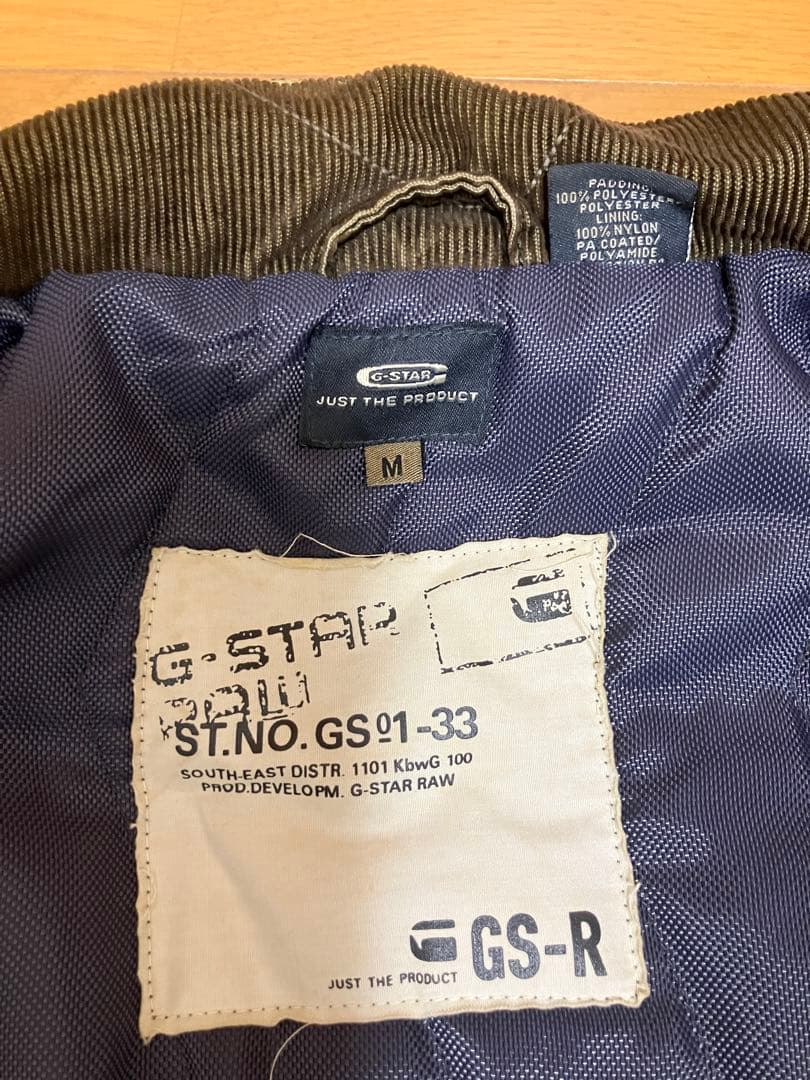 PADDING:
100% POLYESTER/
POLYESTER
LINING:
100% NYLON
PA COATED/
POLYAMIDE
G-STAR
JUST THE PRODUCT
M
G-STAR
RAW
ST.NO.GS01-33
SOUTH-EAST DISTR. 1101 KbwG 100
PROD.DEVELOPM. G-STAR RAW
GS-R
JUST THE PRODUCT